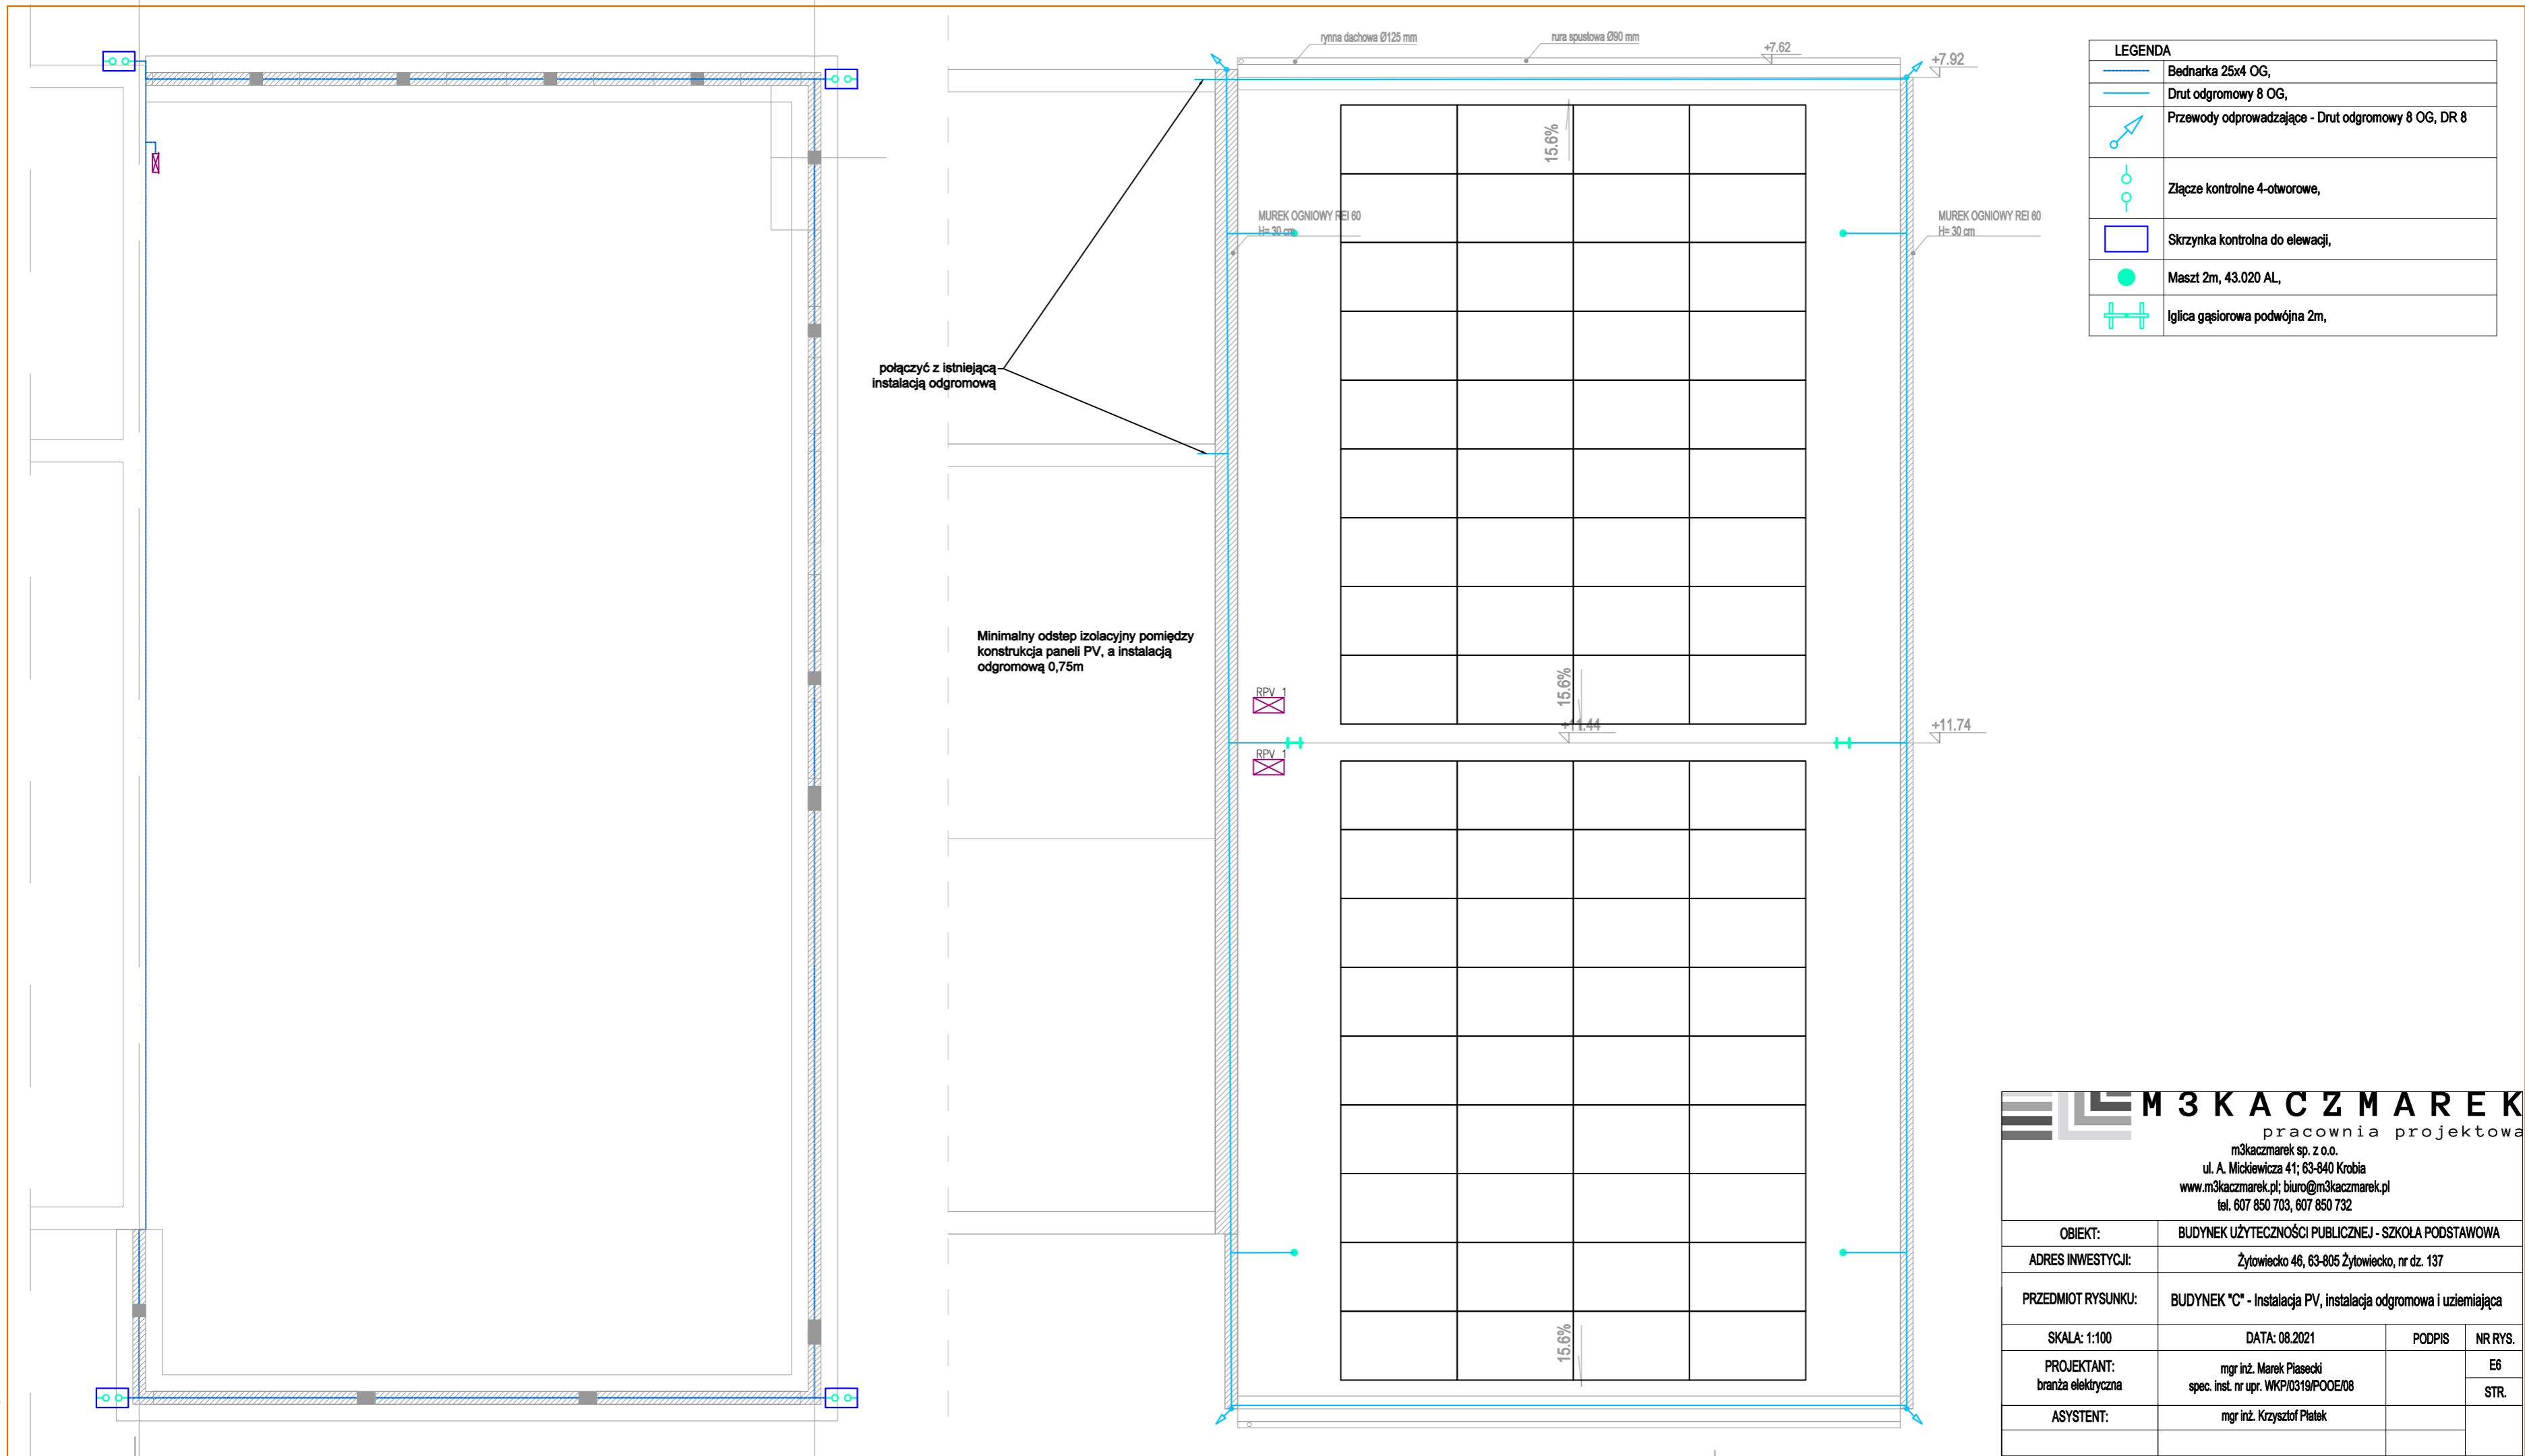 rynna dachowa Ø125 mm
rura spustowa Ø90 mm
+7.62
+7.92
15.6%
MUREK OGNIOWY REI 60
H= 30 cm
MUREK OGNIOWY REI 60
H= 30 cm
połączyć z istniejącą
instalacją odgromową
Minimalny odstep izolacyjny pomiędzy
konstrukcja paneli PV, a instalacją
odgromową 0,75m
RPV_1
15.6%
+11.44
+11.74
RPV_1
15.6%
LEGENDA
Bednarka 25x4 OG,
Drut odgromowy 8 OG,
Przewody odprowadzające - Drut odgromowy 8 OG, DR 8
Złącze kontrolne 4-otworowe,
Skrzynka kontrolna do elewacji,
Maszt 2m, 43.020 AL,
Iglica gąsiorowa podwójna 2m,
M3KACZMAREK
pracownia projektowa
m3kaczmarek sp. z o.o.
ul. A. Mickiewicza 41; 63-840 Krobia
www.m3kaczmarek.pl; biuro@m3kaczmarek.pl
tel. 607 850 703, 607 850 732
OBIEKT: BUDYNEK UŻYTECZNOŚCI PUBLICZNEJ - SZKOŁA PODSTAWOWA
ADRES INWESTYCJI: Żytowiecko 46, 63-805 Żytowiecko, nr dz. 137
PRZEDMIOT RYSUNKU: BUDYNEK "C" - Instalacja PV, instalacja odgromowa i uziemiająca
SKALA: 1:100 DATA: 08.2021 PODPIS NR RYS.
PROJEKTANT: mgr inż. Marek Piasecki E6
branża elektryczna spec. inst. nr upr. WKP/0319/POOE/08 STR.
ASYSTENT: mgr inż. Krzysztof Płatek